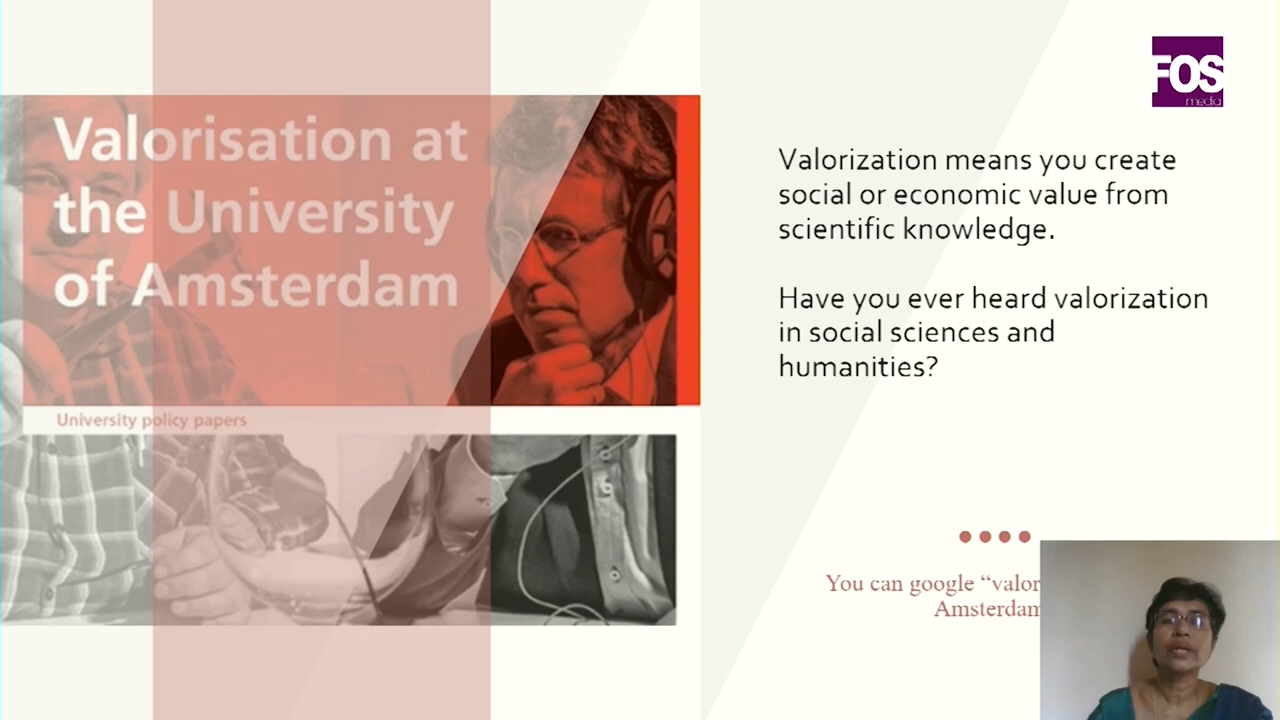 Valorisation at
the University
of Amsterdam
University policy papers
FOS
media
Valorization means you create
social or economic value from
scientific knowledge.
Have you ever heard valorization
in social sciences and
humanities?
You can google “valor
Amsterdam